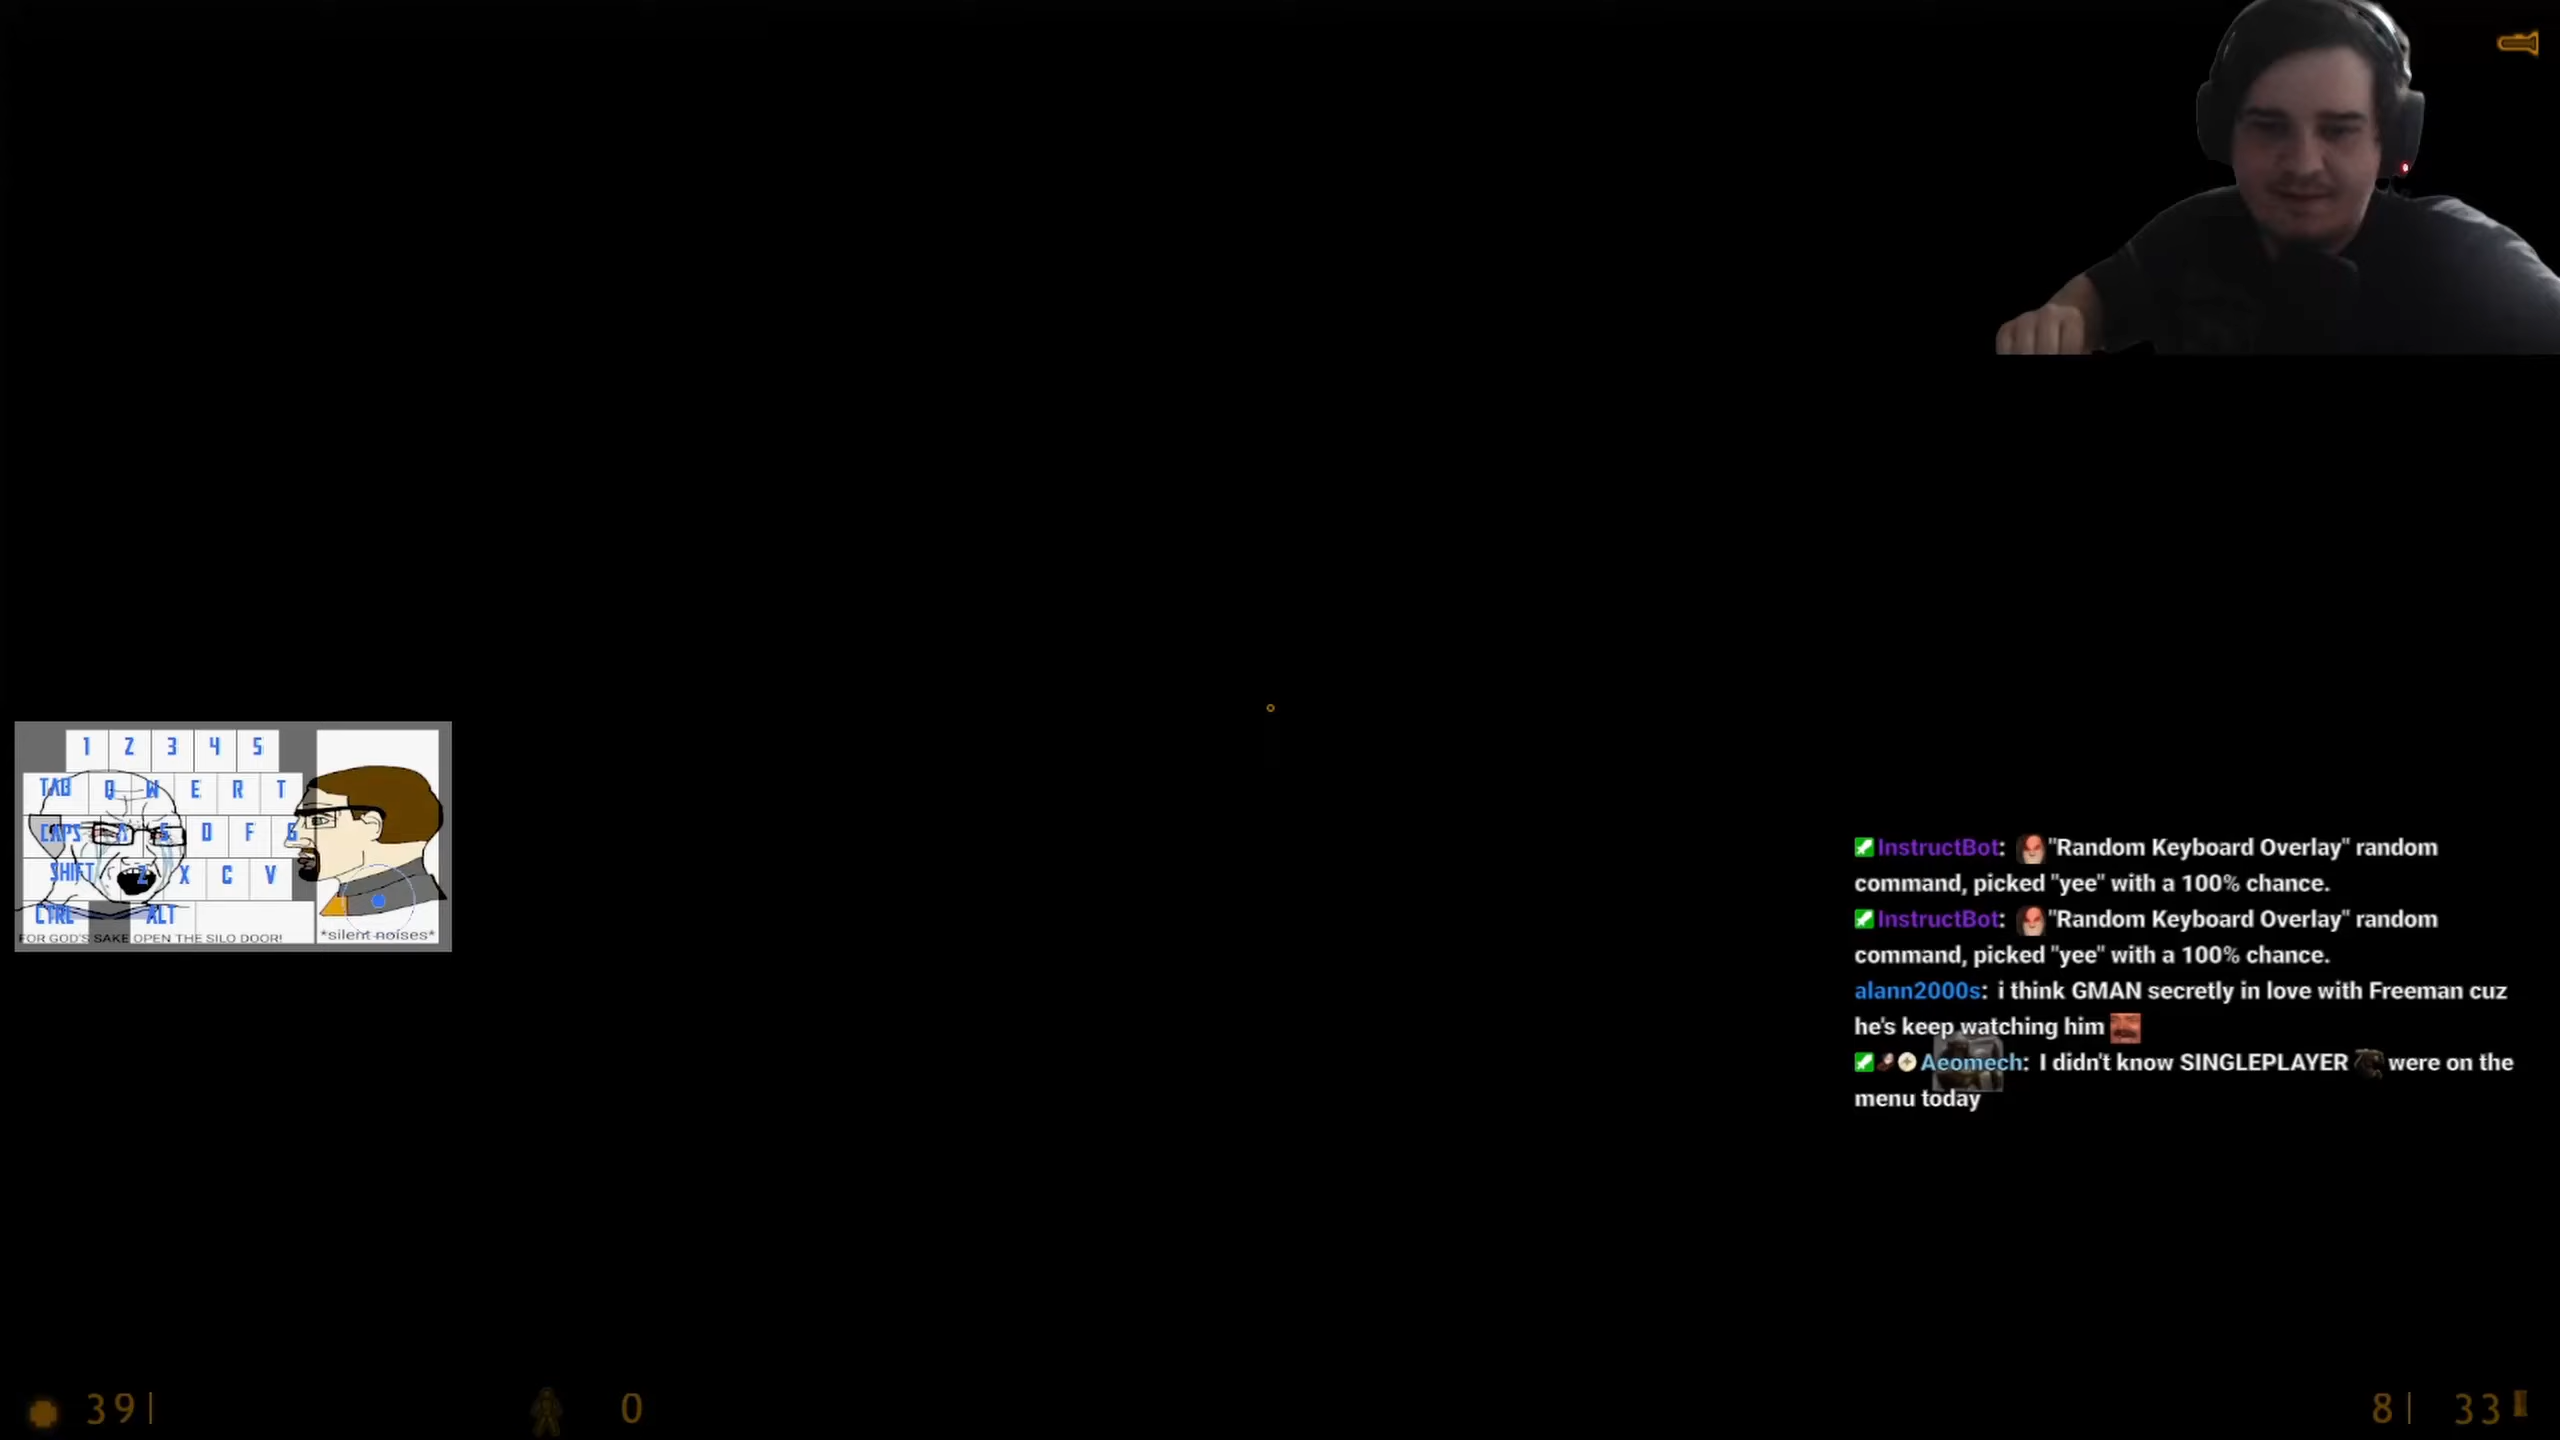 1 2 3 4 5
TAB Q W E R T
CAPS A S D F G
SHIFT Z X C V
CTRL ALT
FOR GOD'S SAKE OPEN THE SILO DOOR!
*silent noises*
InstructBot: "Random Keyboard Overlay" random
command, picked "yee" with a 100% chance.
InstructBot: "Random Keyboard Overlay" random
command, picked "yee" with a 100% chance.
alann2000s: i think GMAN secretly in love with Freeman cuz
he's keep watching him
Aeomech: I didn't know SINGLEPLAYER were on the
menu today
39| 0 8| 33